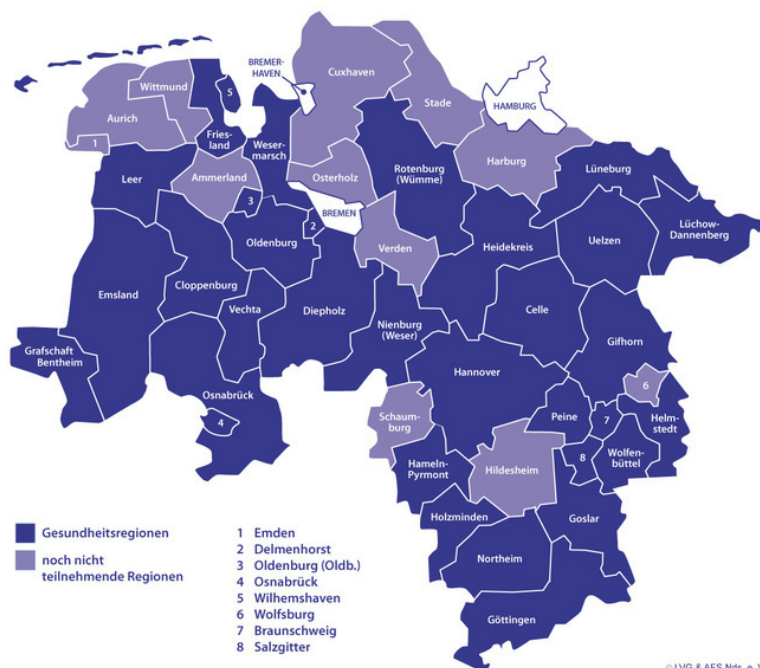 BREMER-
HAVEN
Cuxhaven
HAMBURG
Wittmund
5
Stade
Aurich
1
Fries-
land
Weser-
marsch
Harburg
Leer
Ammerland
Osterholz
Rotenburg
(Wümme)
Lüneburg
3
BREMEN
2
Lüchow-
Dannenberg
Oldenburg
Verden
Heidekreis
Uelzen
Emsland
Cloppenburg
Vechta
Diepholz
Celle
Nienburg
(Weser)
Gifhorn
Grafschaft
Bentheim
Hannover
6
Osnabrück
4
Schaum-
burg
Peine
7
Helm-
stedt
Hameln-
Pyrmont
Hildesheim
8
Wolfen-
büttel
Holzminden
Goslar
Northeim
Göttingen
Gesundheitsregionen
noch nicht
teilnehmende Regionen
1 Emden
2 Delmenhorst
3 Oldenburg (Oldb.)
4 Osnabrück
5 Wilhemshaven
6 Wolfsburg
7 Braunschweig
8 Salzgitter
© LVG & AFS Nds. e. V.